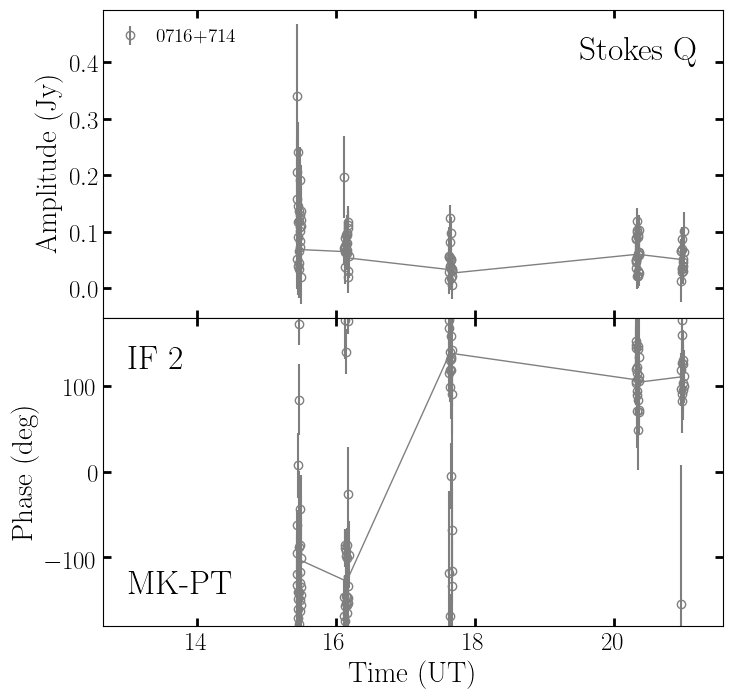 0716+714
Stokes Q
0.4
0.3
0.2
0.1
0.0
Amplitude (Jy)
IF 2
100
0
−100
Phase (deg)
MK-PT
14 16 18 20
Time (UT)